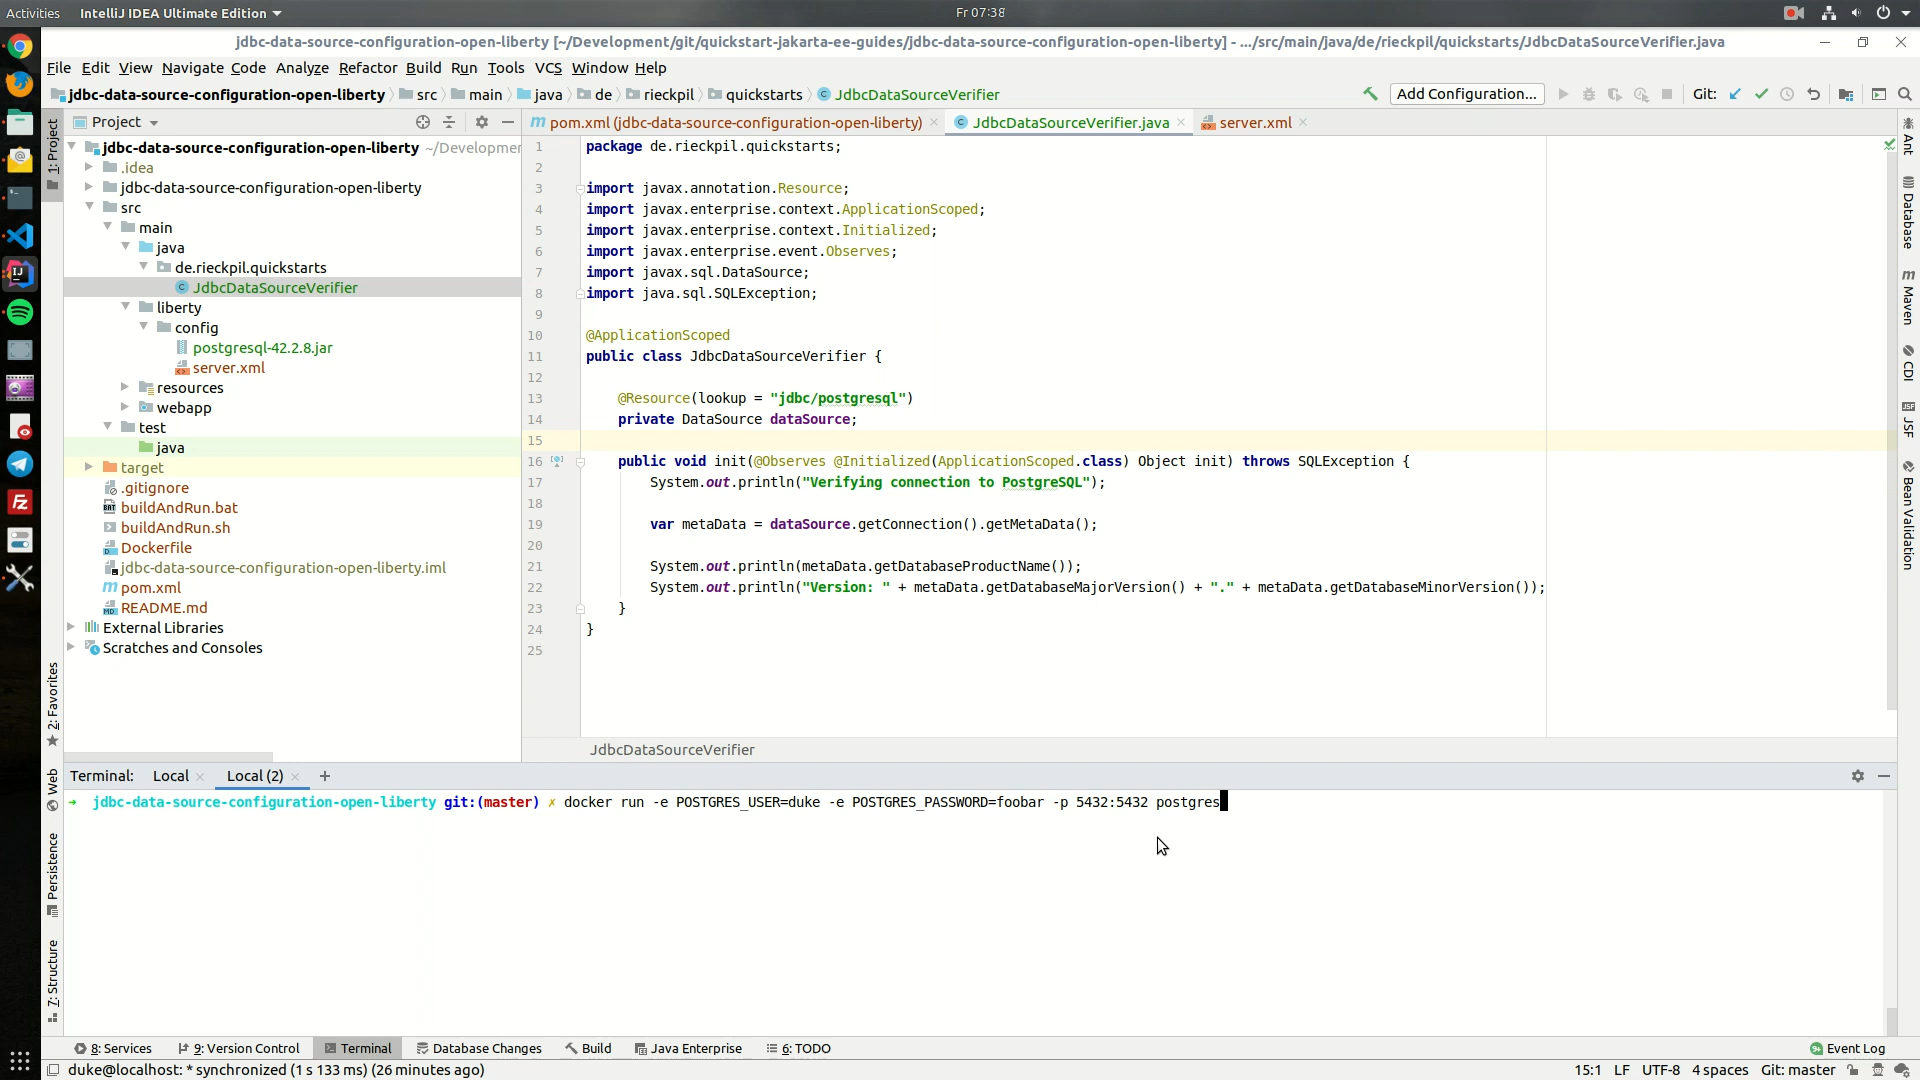 Activities IntelliJ IDEA Ultimate Edition Fr 07:38
jdbc-data-source-configuration-open-liberty [~/Development/git/quickstart-jakarta-ee-guides/jdbc-data-source-configuration-open-liberty] - .../src/main/java/de/rieckpil/quickstarts/JdbcDataSourceVerifier.java
File Edit View Navigate Code Analyze Refactor Build Run Tools VCS Window Help
jdbc-data-source-configuration-open-liberty src main java de rieckpil quickstarts JdbcDataSourceVerifier Add Configuration... Git:
1: Project
2: Favorites
Web
Persistence
7: Structure
Project
jdbc-data-source-configuration-open-liberty ~/Developmen
.idea
jdbc-data-source-configuration-open-liberty
src
main
java
de.rieckpil.quickstarts
JdbcDataSourceVerifier
liberty
config
postgresql-42.2.8.jar
server.xml
resources
webapp
test
java
target
.gitignore
buildAndRun.bat
buildAndRun.sh
Dockerfile
jdbc-data-source-configuration-open-liberty.iml
pom.xml
README.md
External Libraries
Scratches and Consoles
pom.xml (jdbc-data-source-configuration-open-liberty) JdbcDataSourceVerifier.java server.xml
1 package de.rieckpil.quickstarts;
2
3 import javax.annotation.Resource;
4 import javax.enterprise.context.ApplicationScoped;
5 import javax.enterprise.context.Initialized;
6 import javax.enterprise.event.Observes;
7 import javax.sql.DataSource;
8 import java.sql.SQLException;
9
10 @ApplicationScoped
11 public class JdbcDataSourceVerifier {
12
13 @Resource(lookup = "jdbc/postgresql")
14 private DataSource dataSource;
15
16 public void init(@Observes @Initialized(ApplicationScoped.class) Object init) throws SQLException {
17 System.out.println("Verifying connection to PostgreSQL");
18
19 var metaData = dataSource.getConnection().getMetaData();
20
21 System.out.println(metaData.getDatabaseProductName());
22 System.out.println("Version: " + metaData.getDatabaseMajorVersion() + "." + metaData.getDatabaseMinorVersion());
23 }
24 }
25
JdbcDataSourceVerifier
Ant
Database
Maven
CDI
JSF
Bean Validation
Terminal: Local Local (2) +
➜ jdbc-data-source-configuration-open-liberty git:(master) ✗ docker run -e POSTGRES_USER=duke -e POSTGRES_PASSWORD=foobar -p 5432:5432 postgres
8: Services 9: Version Control Terminal Database Changes Build Java Enterprise 6: TODO Event Log
duke@localhost: * synchronized (1 s 133 ms) (26 minutes ago) 15:1 LF UTF-8 4 spaces Git: master